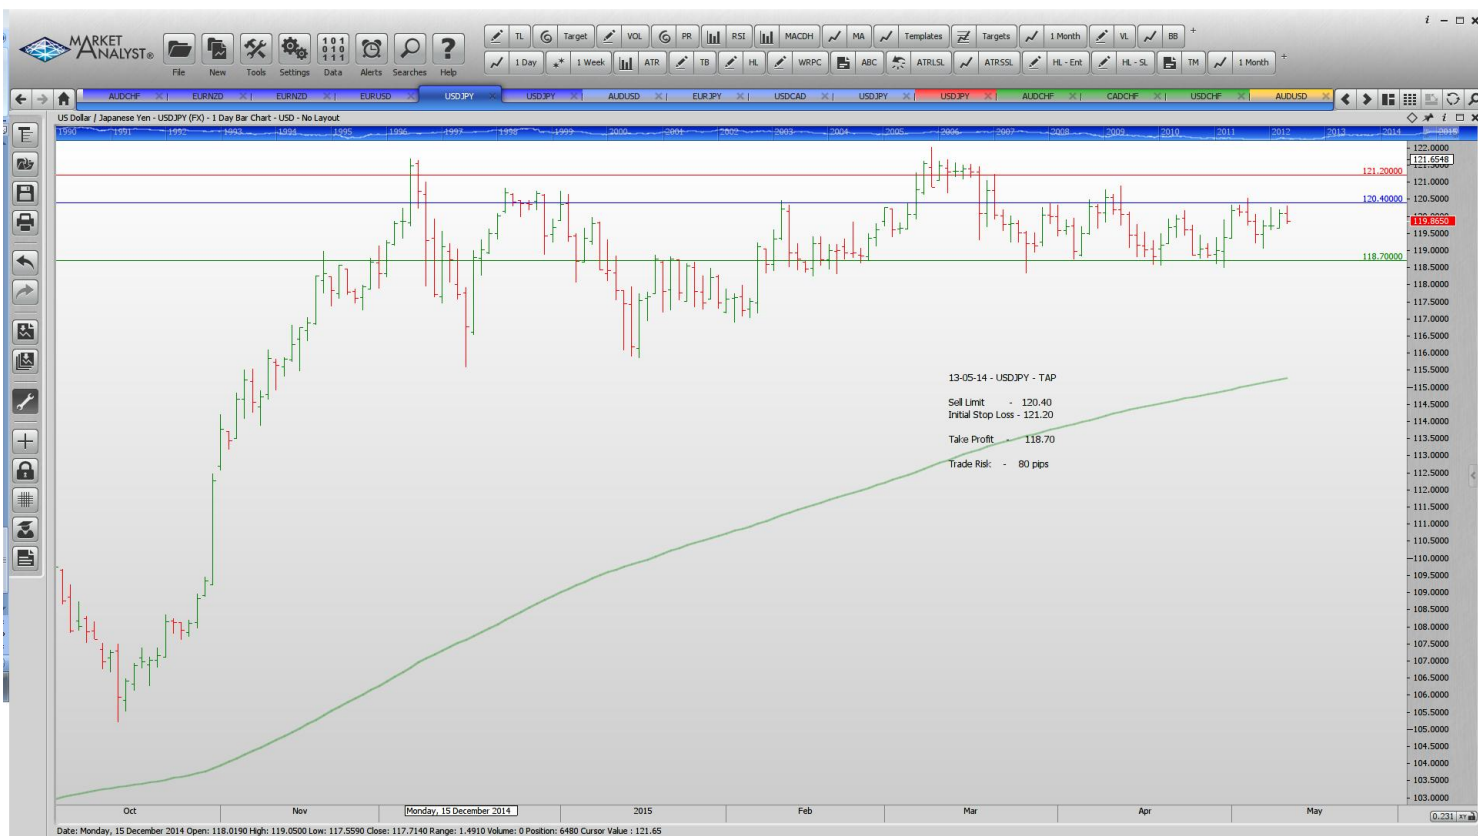 MARKET
ANALYST®
File New Tools Settings Data Alerts Searches Help
TL Target VOL PR RSI MACDH MA Templates Targets 1 Month VL BB +
1 Day 1 Week ATR TB HL WRPC ABC ATRLSL ATRSSL HL - Ent HL - SL TM 1 Month +
AUDCHF EURNZD EURNZD EURUSD USDJPY USDJPY AUDUSD EURJPY USDCAD USDJPY USDJPY AUDCHF CADCHF USDCHF AUDUSD
US Dollar / Japanese Yen - USDJPY (FX) - 1 Day Bar Chart - USD - No Layout
1990 1991 1992 1993 1994 1995 1996 1997 1998 1999 2000 2001 2002 2003 2004 2005 2006 2007 2008 2009 2010 2011 2012 2013 2014 2015
122.0000
121.6548
121.20000
121.0000
120.5000
120.40000
119.8650
119.5000
119.0000
118.70000
118.5000
118.0000
117.5000
117.0000
116.5000
116.0000
115.5000
115.0000
114.5000
114.0000
113.5000
113.0000
112.5000
112.0000
111.5000
111.0000
110.5000
110.0000
109.5000
109.0000
108.5000
108.0000
107.5000
107.0000
106.5000
106.0000
105.5000
105.0000
104.5000
104.0000
103.5000
103.0000
13-05-14 - USDJPY - TAP
Sell Limit - 120.40
Initial Stop Loss - 121.20
Take Profit - 118.70
Trade Risk: - 80 pips
Oct Nov Monday, 15 December 2014 2015 Feb Mar Apr May
0.231 XY
Date: Monday, 15 December 2014 Open: 118.0190 High: 119.0500 Low: 117.5590 Close: 117.7140 Range: 1.4910 Volume: 0 Position: 6480 Cursor Value : 121.65